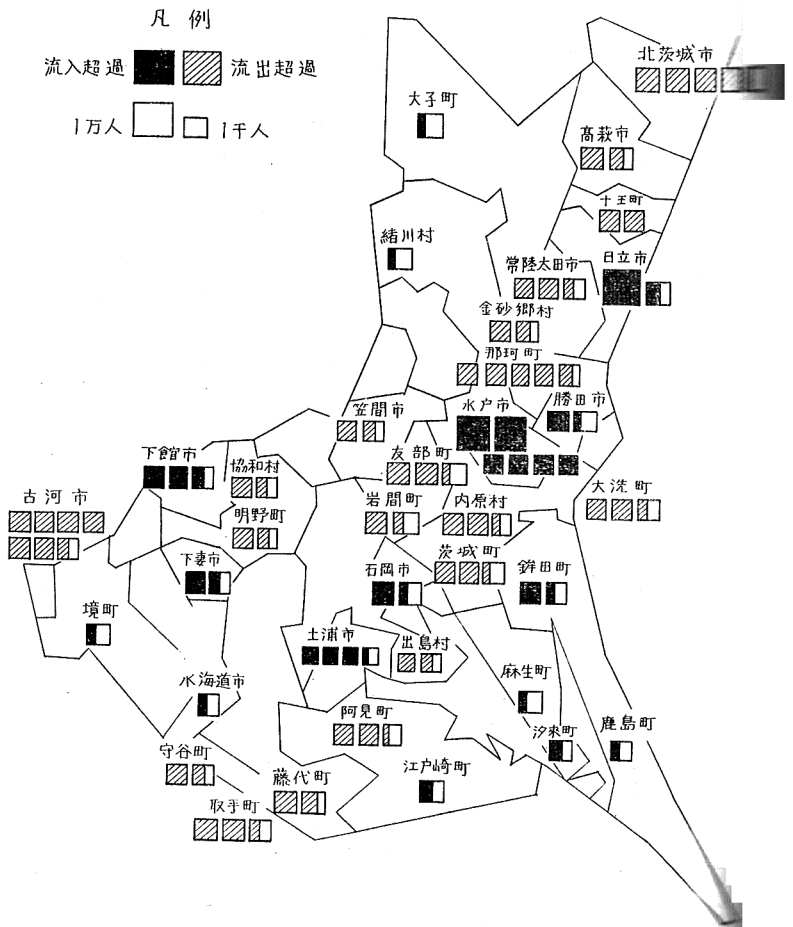 凡例
流入超過 流出超過
1万人 1千人
北茨城市
大子町
髙萩市
十王町
緒川村
常陸太田市
日立市
金砂郷村
那珂町
笠間市
水戸市
勝田市
下館市
協和村
友部町
古河市
明野町
岩間町
内原村
大洗町
下妻市
石岡市
茨城町
鉾田町
境町
土浦市
出島村
水海道市
麻生町
阿見町
汐來町
鹿島町
守谷町
藤代町
江戸崎町
取手町